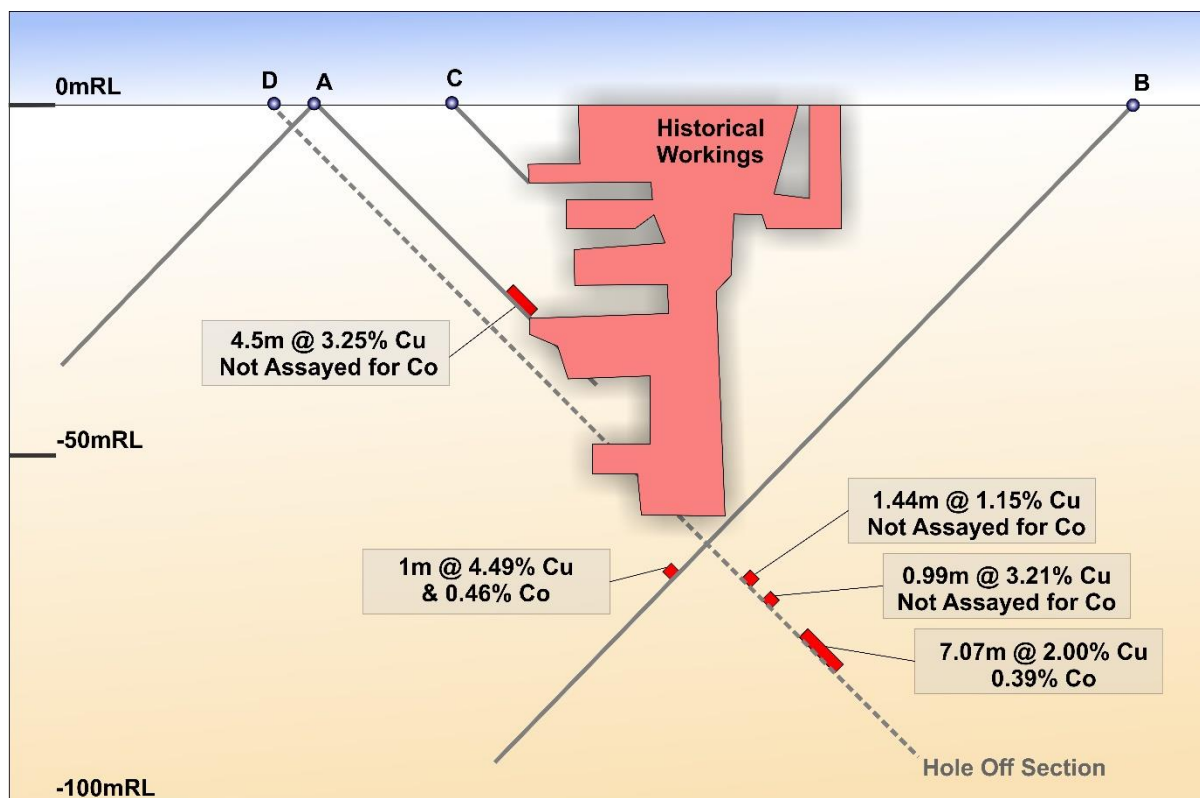 D
A
C
B
0mRL
Historical
Workings
4.5m @ 3.25% Cu
Not Assayed for Co
-50mRL
1.44m @ 1.15% Cu
Not Assayed for Co
1m @ 4.49% Cu
& 0.46% Co
0.99m @ 3.21% Cu
Not Assayed for Co
7.07m @ 2.00% Cu
0.39% Co
Hole Off Section
-100mRL